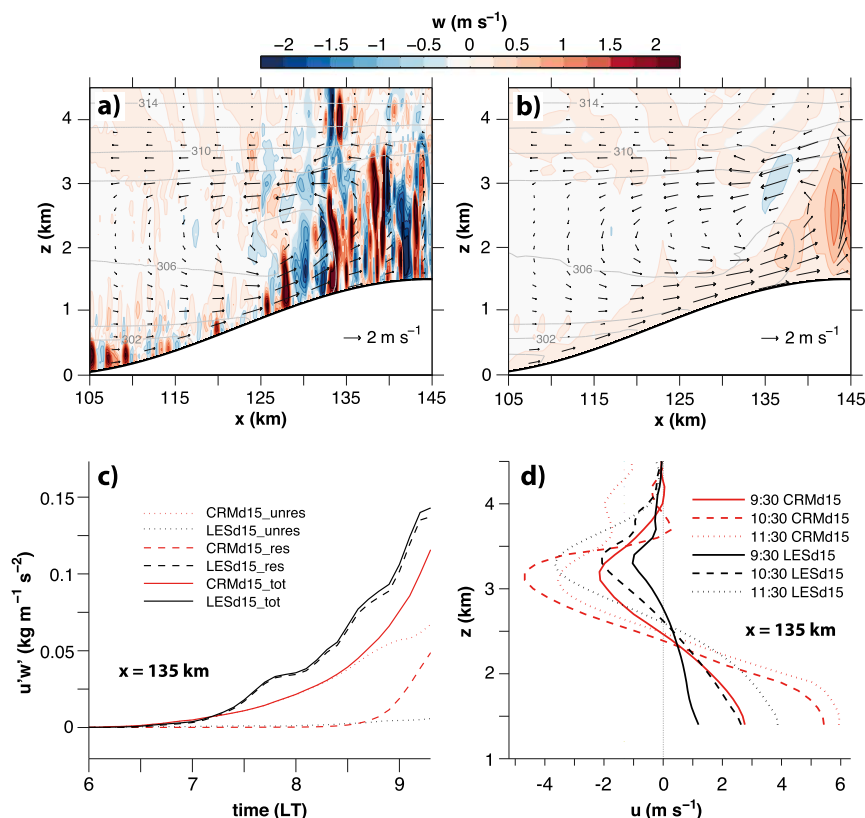 w (m s⁻¹)
−2 −1.5 −1 −0.5 0 0.5 1 1.5 2
a)
314
310
306
302
2 m s⁻¹
z (km)
4
3
2
1
0
105 115 125 135 145
x (km)
b)
314
310
306
302
2 m s⁻¹
z (km)
4
3
2
1
0
105 115 125 135 145
x (km)
c)
CRMd15_unres
LESd15_unres
CRMd15_res
LESd15_res
CRMd15_tot
LESd15_tot
x = 135 km
u'w' (kg m⁻¹ s⁻²)
0.15
0.1
0.05
0
6 7 8 9
time (LT)
d)
9:30 CRMd15
10:30 CRMd15
11:30 CRMd15
9:30 LESd15
10:30 LESd15
11:30 LESd15
x = 135 km
z (km)
4
3
2
1
-4 -2 0 2 4 6
u (m s⁻¹)